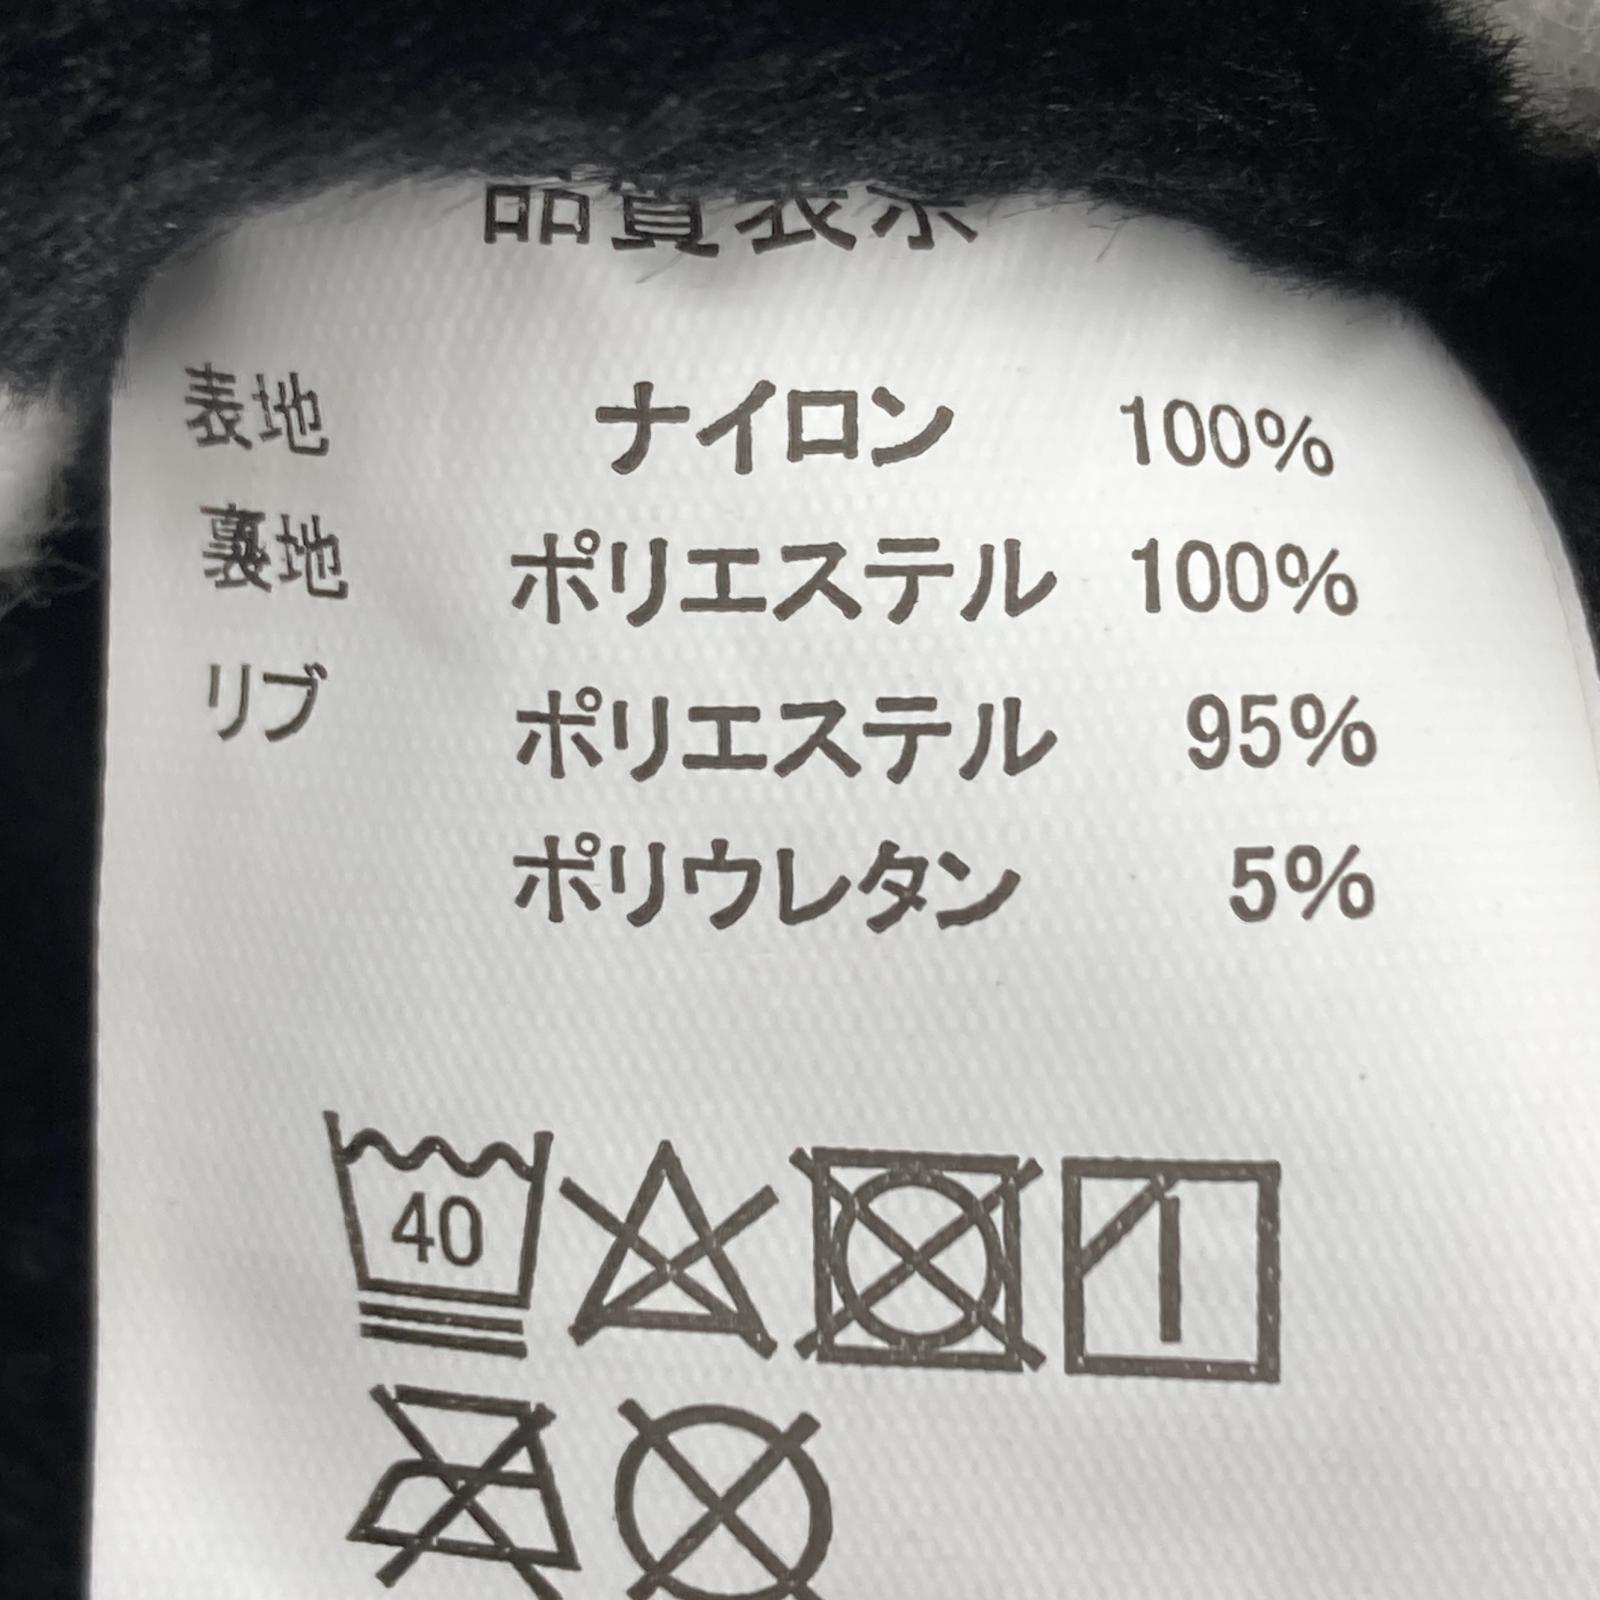 品質表示
表地 ナイロン 100%
裏地 ポリエステル 100%
リブ ポリエステル 95%
ポリウレタン 5%
40